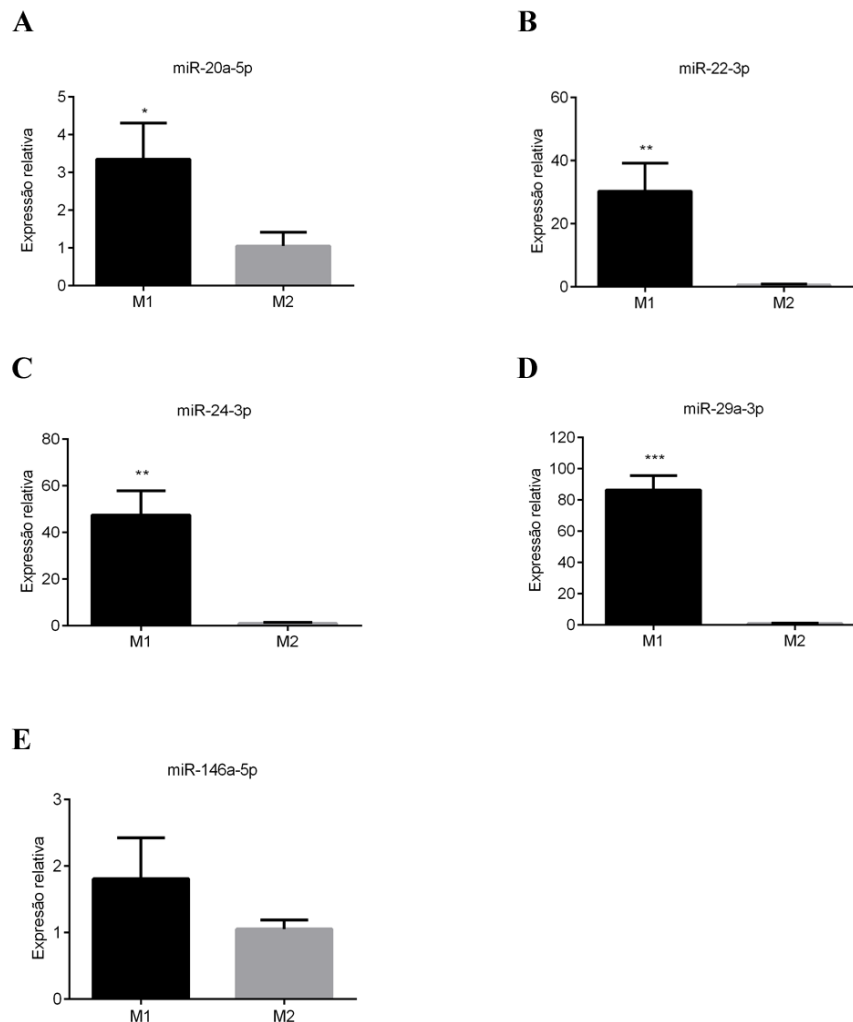 A
miR-20a-5p
Expressão relativa
5
4
3
2
1
0
*
M1
M2
B
miR-22-3p
Expressão relativa
60
40
20
0
**
M1
M2
C
miR-24-3p
Expressão relativa
80
60
40
20
0
**
M1
M2
D
miR-29a-3p
Expressão relativa
120
100
80
60
40
20
0
***
M1
M2
E
miR-146a-5p
Expresão relativa
3
2
1
0
M1
M2